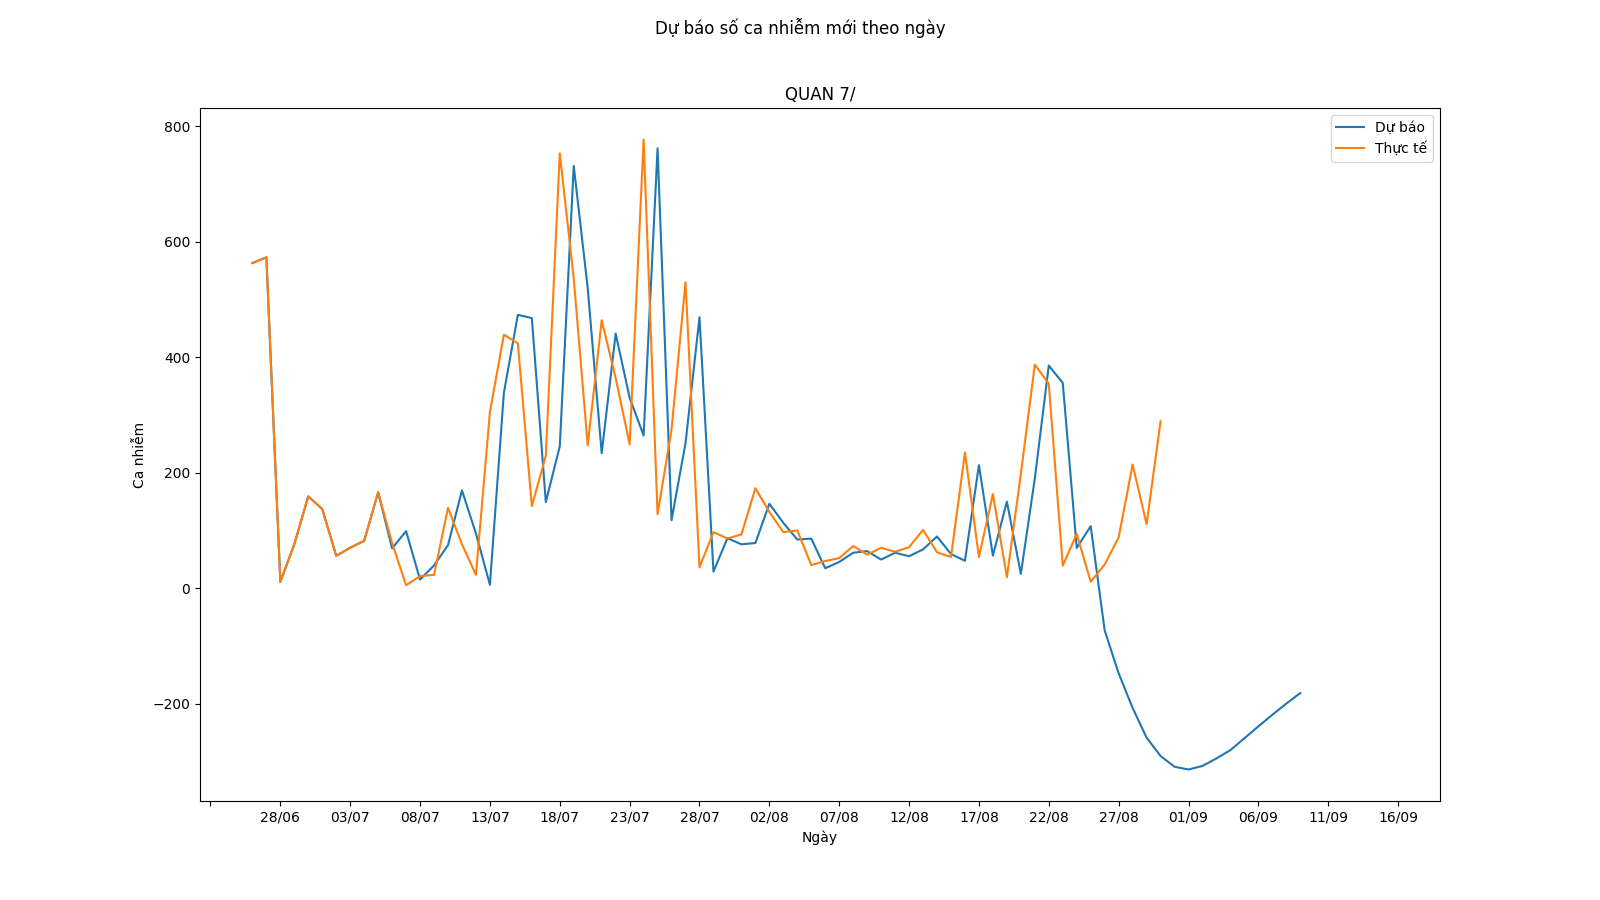 Dự báo số ca nhiễm mới theo ngày
QUAN 7/
Dự báo
Thực tế
800
600
400
200
0
−200
Ca nhiễm
28/06 03/07 08/07 13/07 18/07 23/07 28/07 02/08 07/08 12/08 17/08 22/08 27/08 01/09 06/09 11/09 16/09
Ngày